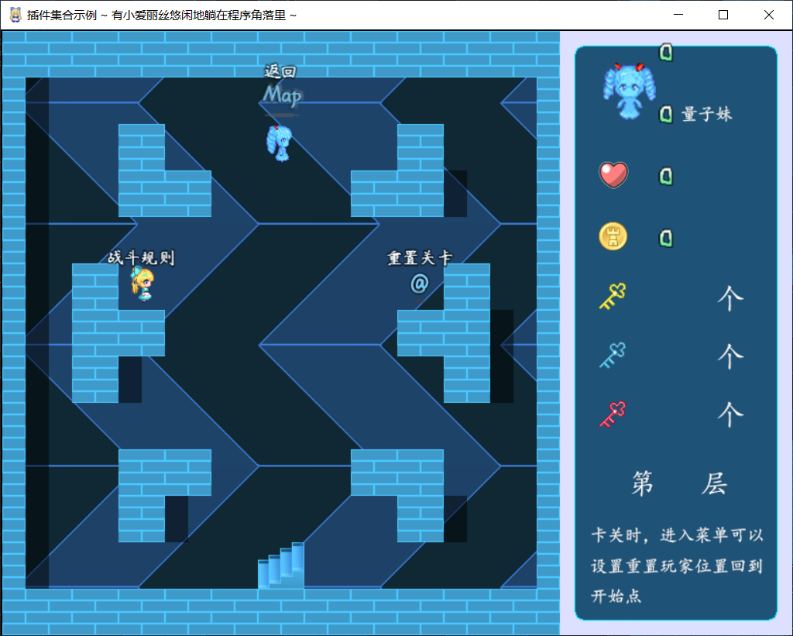 插件集合示例 ~ 有小爱丽丝悠闲地躺在程序角落里 ~
返回
Map
战斗规则
重置关卡
@
0
0 量子妹
0
0
个
个
个
第 层
卡关时，进入菜单可以
设置重置玩家位置回到
开始点